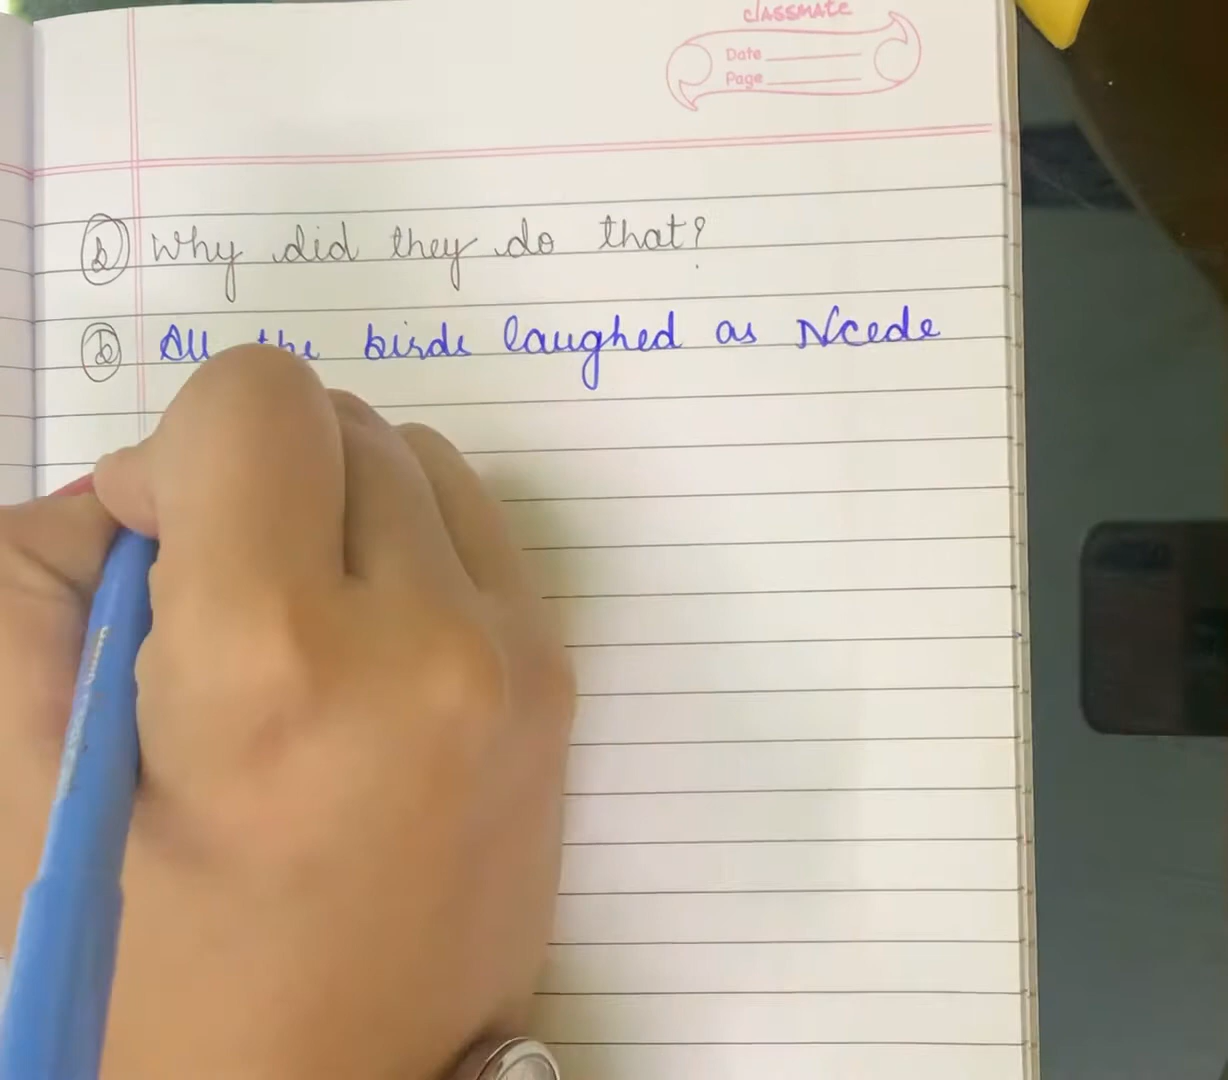 classmate
Date
Page
b Why did they do that?
b All the birds laughed as Ncede